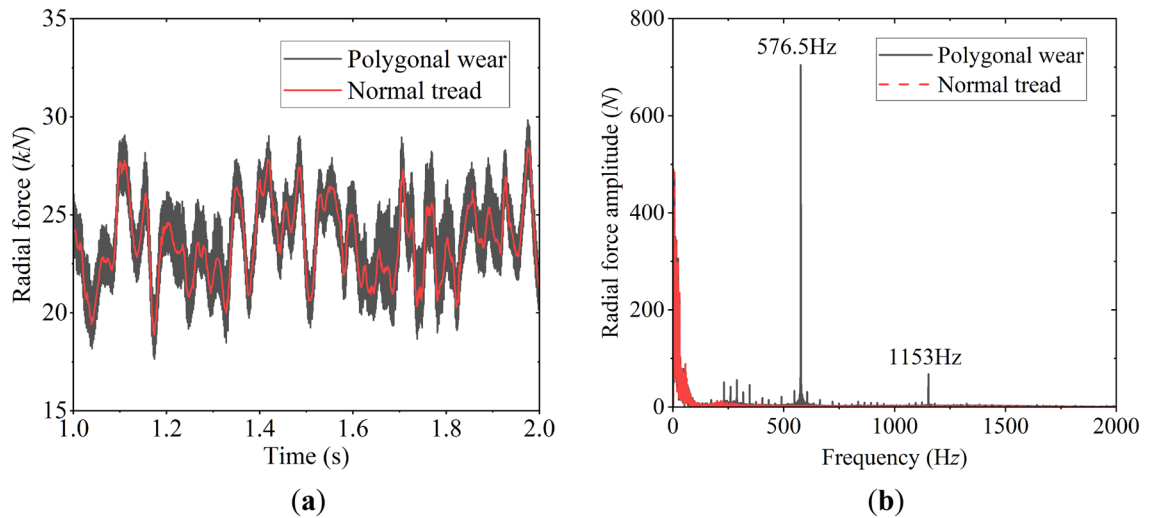 35
30
25
20
15
Radial force (kN)
Polygonal wear
Normal tread
1.0
1.2
1.4
1.6
1.8
2.0
Time (s)
(a)
800
600
400
200
0
Radial force amplitude (N)
576.5Hz
1153Hz
Polygonal wear
Normal tread
0
500
1000
1500
2000
Frequency (Hz)
(b)